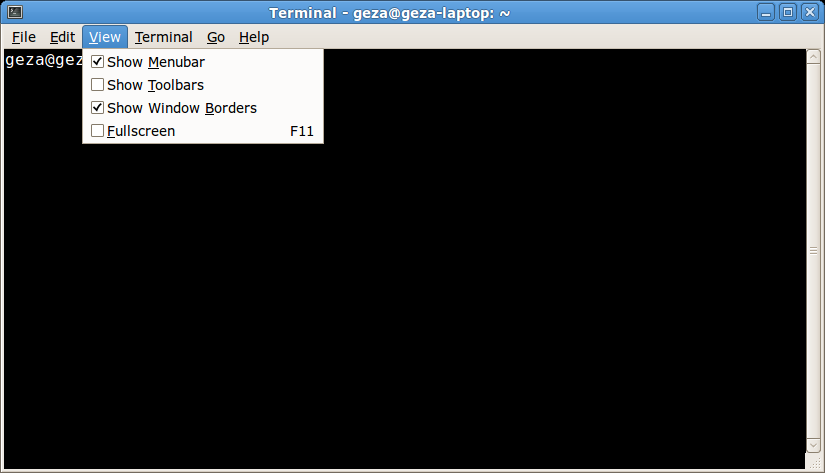 Terminal - geza@geza-laptop: ~
File Edit View Terminal Go Help
geza@gez
Show Menubar
Show Toolbars
Show Window Borders
Fullscreen F11